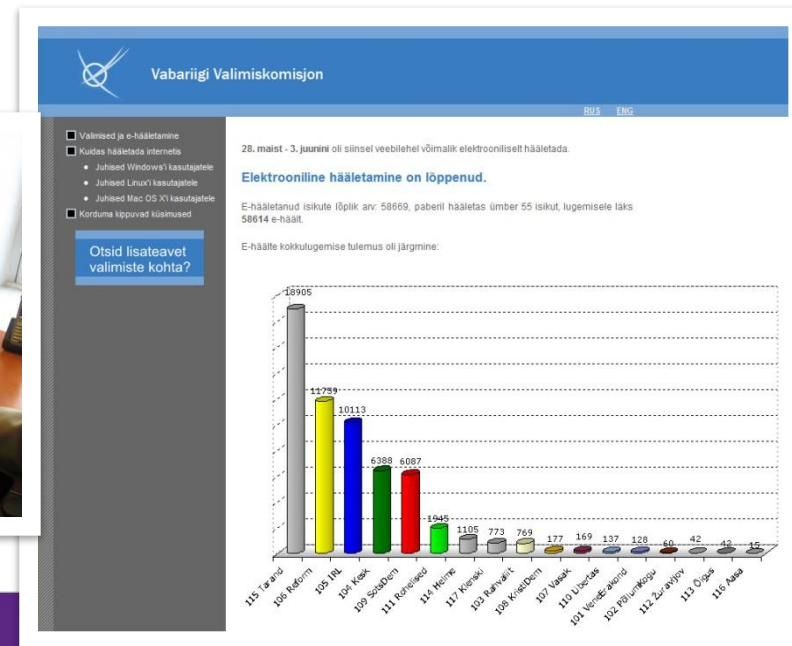 Vabariigi Valimiskomisjon
RUS ENG
Valimised ja e-hääletamine
Kuidas hääletada internetis
Juhised Windows'i kasutajatele
Juhised Linux'i kasutajatele
Juhised Mac OS X'i kasutajatele
Korduma kippuvad küsimused
Otsid lisateavet
valimiste kohta?
28. maist - 3. juunini oli siinsel veebilehel võimalik elektrooniliselt hääletada.
Elektrooniline hääletamine on lõppenud.
E-hääletanud isikute lõplik arv: 58669, paberil hääletas ümber 55 isikut, lugemisele läks
58614 e-häält.
E-häälte kokkulugemise tulemus oli järgmine:
18905
11759
10113
6388
6087
1945
1105
773
769
177
169
137
128
60
42
42
15
115 Tarand
106 Reform
105 IRL
104 Kesk
109 SotsDem
111 Rohelised
114 Helme
117 Klenski
103 Rahvaliit
108 KristlDem
107 Vasak
110 Libertas
101 VeneErakond
102 PõllumKogu
112 Žuravljov
113 Õigus
116 Aasa